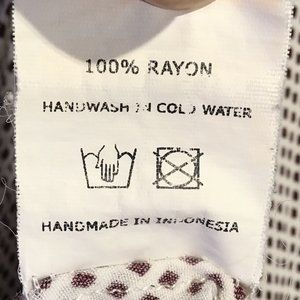 100% RAYON
HANDWASH IN COLD WATER
HANDMADE IN INDONESIA